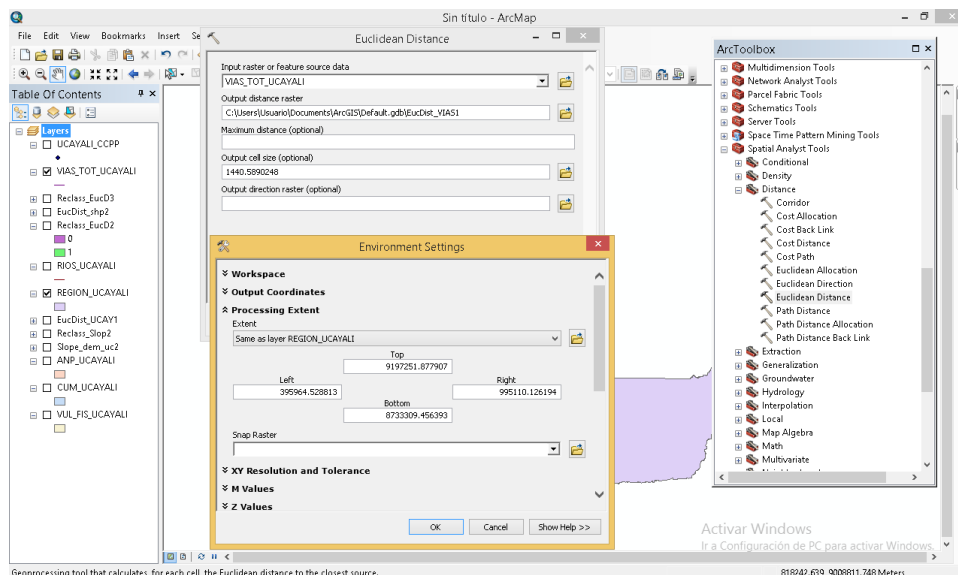 Sin título - ArcMap
File Edit View Bookmarks Insert Se
Table Of Contents
Layers
UCAYALI_CCPP
VIAS_TOT_UCAYALI
Reclass_EucD3
EucDist_shp2
Reclass_EucD2
0
1
RIOS_UCAYALI
REGION_UCAYALI
EucDist_UCAY1
Reclass_Slop2
Slope_dem_uc2
ANP_UCAYALI
CUM_UCAYALI
VUL_FIS_UCAYALI
Euclidean Distance
Input raster or feature source data
VIAS_TOT_UCAYALI
Output distance raster
C:\Users\Usuario\Documents\ArcGIS\Default.gdb\EucDist_VIAS1
Maximum distance (optional)
Output cell size (optional)
1440.5890248
Output direction raster (optional)
Environment Settings
Workspace
Output Coordinates
Processing Extent
Extent
Same as layer REGION_UCAYALI
Top
9197251.877907
Left
Right
395964.528813
995110.126194
Bottom
8733309.456393
Snap Raster
XY Resolution and Tolerance
M Values
Z Values
OK
Cancel
Show Help >>
ArcToolbox
Multidimension Tools
Network Analyst Tools
Parcel Fabric Tools
Schematics Tools
Server Tools
Space Time Pattern Mining Tools
Spatial Analyst Tools
Conditional
Density
Distance
Corridor
Cost Allocation
Cost Back Link
Cost Distance
Cost Path
Euclidean Allocation
Euclidean Direction
Euclidean Distance
Path Distance
Path Distance Allocation
Path Distance Back Link
Extraction
Generalization
Groundwater
Hydrology
Interpolation
Local
Map Algebra
Math
Multivariate
Activar Windows
Ir a Configuración de PC para activar Windows.
Geoprocessing tool that calculates, for each cell, the Euclidean distance to the closest source.
818242.639 9008811.748 Meters